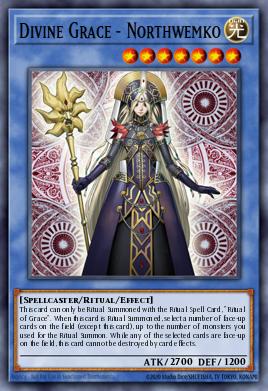 Divine Grace - Northwemko
光
[Spellcaster/Ritual/Effect]
This card can only be Ritual Summoned with the Ritual Spell Card, "Ritual
of Grace". When this card is Ritual Summoned, select a number of face-up
cards on the field (except this card), up to the number of monsters you
used for the Ritual Summon. While any of the selected cards are face-up
on the field, this card cannot be destroyed by card effects.
ATK/2700 DEF/1200